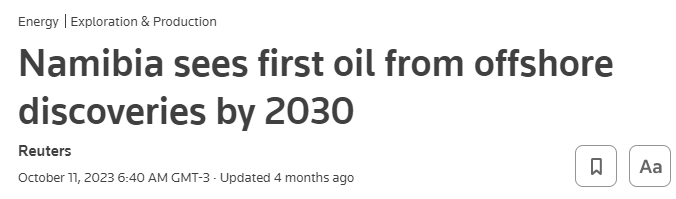 Energy | Exploration & Production
Namibia sees first oil from offshore
discoveries by 2030
Reuters
October 11, 2023 6:40 AM GMT-3 · Updated 4 months ago
Aa